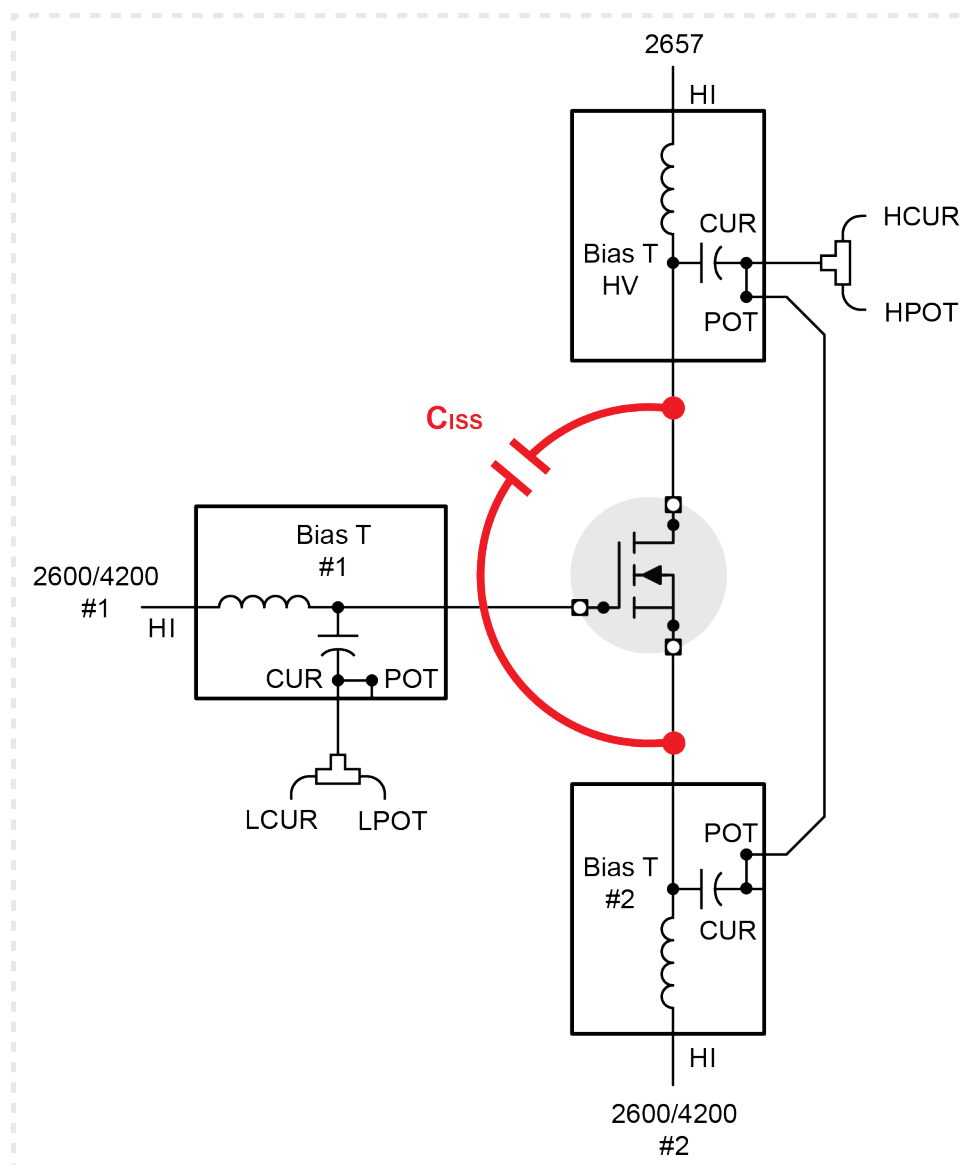 2657
HI
CUR
HCUR
Bias T
HV
POT
HPOT
CISS
Bias T
#1
2600/4200
#1
HI
CUR
POT
LCUR
LPOT
POT
Bias T
#2
CUR
HI
2600/4200
#2